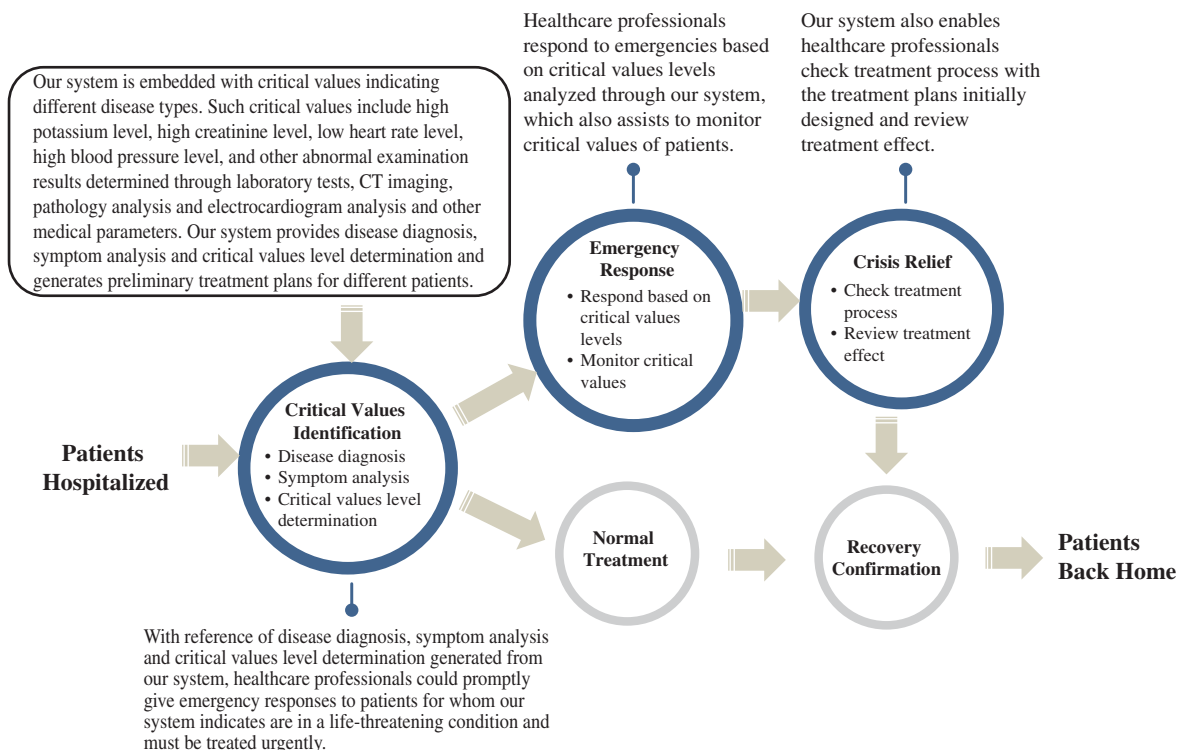 Our system is embedded with critical values indicating
different disease types. Such critical values include high
potassium level, high creatinine level, low heart rate level,
high blood pressure level, and other abnormal examination
results determined through laboratory tests, CT imaging,
pathology analysis and electrocardiogram analysis and other
medical parameters. Our system provides disease diagnosis,
symptom analysis and critical values level determination and
generates preliminary treatment plans for different patients.
Healthcare professionals
respond to emergencies based
on critical values levels
analyzed through our system,
which also assists to monitor
critical values of patients.
Our system also enables
healthcare professionals
check treatment process with
the treatment plans initially
designed and review
treatment effect.
Patients
Hospitalized
Critical Values
Identification
• Disease diagnosis
• Symptom analysis
• Critical values level
determination
Emergency
Response
• Respond based on
critical values
levels
• Monitor critical
values
Crisis Relief
• Check treatment
process
• Review treatment
effect
Normal
Treatment
Recovery
Confirmation
Patients
Back Home
With reference of disease diagnosis, symptom analysis
and critical values level determination generated from
our system, healthcare professionals could promptly
give emergency responses to patients for whom our
system indicates are in a life-threatening condition and
must be treated urgently.